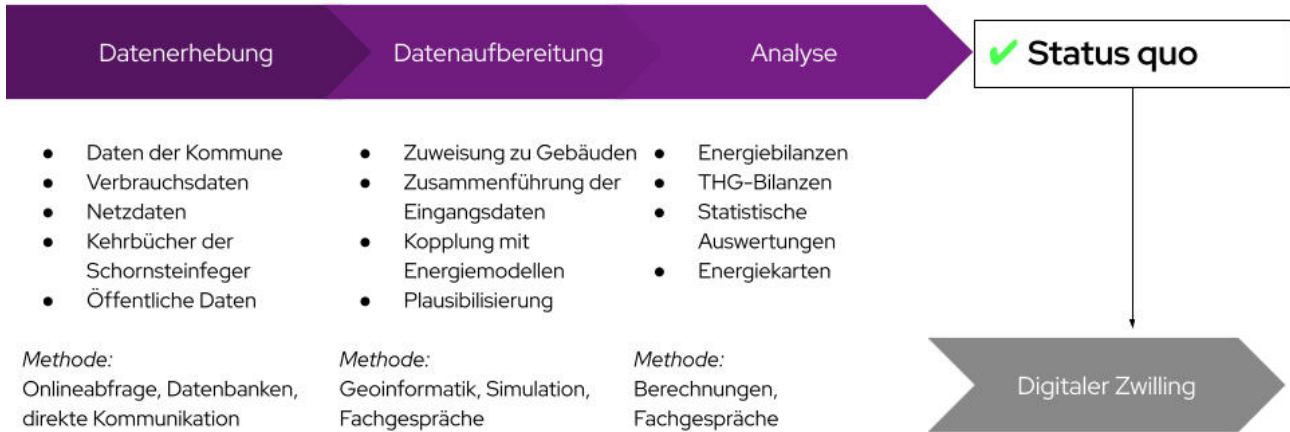 Datenerhebung
Datenaufbereitung
Analyse
✔ Status quo
● Daten der Kommune
● Verbrauchsdaten
● Netzdaten
● Kehrbücher der
Schornsteinfeger
● Öffentliche Daten
Methode:
Onlineabfrage, Datenbanken,
direkte Kommunikation
● Zuweisung zu Gebäuden
● Zusammenführung der
Eingangsdaten
● Kopplung mit
Energiemodellen
● Plausibilisierung
Methode:
Geoinformatik, Simulation,
Fachgespräche
● Energiebilanzen
● THG-Bilanzen
● Statistische
Auswertungen
● Energiekarten
Methode:
Berechnungen,
Fachgespräche
Digitaler Zwilling